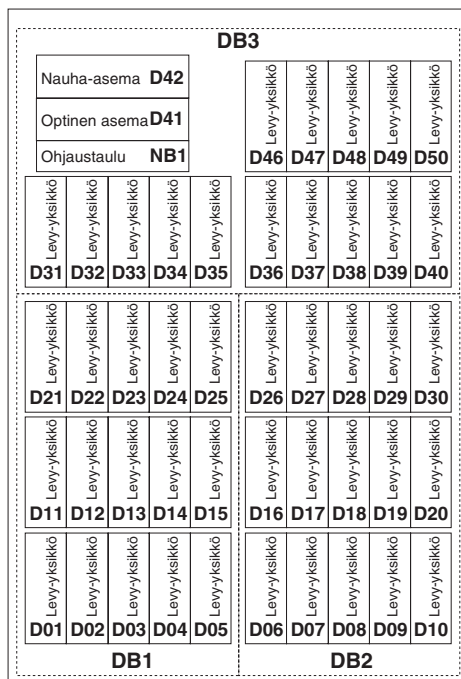 DB3
Nauha-asema D42
Optinen asema D41
Ohjaustaulu NB1
Levy-yksikkö Levy-yksikkö Levy-yksikkö Levy-yksikkö Levy-yksikkö
D46 D47 D48 D49 D50
Levy-yksikkö Levy-yksikkö Levy-yksikkö Levy-yksikkö Levy-yksikkö Levy-yksikkö Levy-yksikkö Levy-yksikkö Levy-yksikkö Levy-yksikkö
D31 D32 D33 D34 D35 D36 D37 D38 D39 D40
Levy-yksikkö Levy-yksikkö Levy-yksikkö Levy-yksikkö Levy-yksikkö Levy-yksikkö Levy-yksikkö Levy-yksikkö Levy-yksikkö Levy-yksikkö
D21 D22 D23 D24 D25 D26 D27 D28 D29 D30
Levy-yksikkö Levy-yksikkö Levy-yksikkö Levy-yksikkö Levy-yksikkö Levy-yksikkö Levy-yksikkö Levy-yksikkö Levy-yksikkö Levy-yksikkö
D11 D12 D13 D14 D15 D16 D17 D18 D19 D20
Levy-yksikkö Levy-yksikkö Levy-yksikkö Levy-yksikkö Levy-yksikkö Levy-yksikkö Levy-yksikkö Levy-yksikkö Levy-yksikkö Levy-yksikkö
D01 D02 D03 D04 D05 D06 D07 D08 D09 D10
DB1 DB2